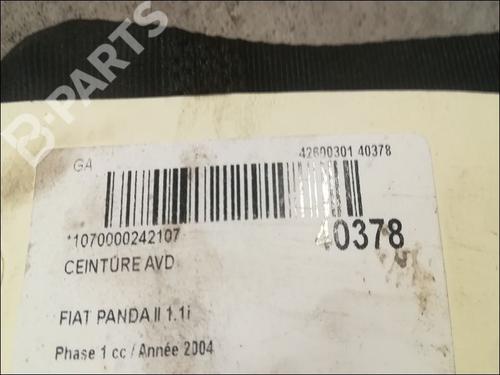 B-PARTS
GA
42600301 40378
*1070000242107
40378
CEINTURE AVD
FIAT PANDA II 1.1i
Phase 1 cc / Année 2004